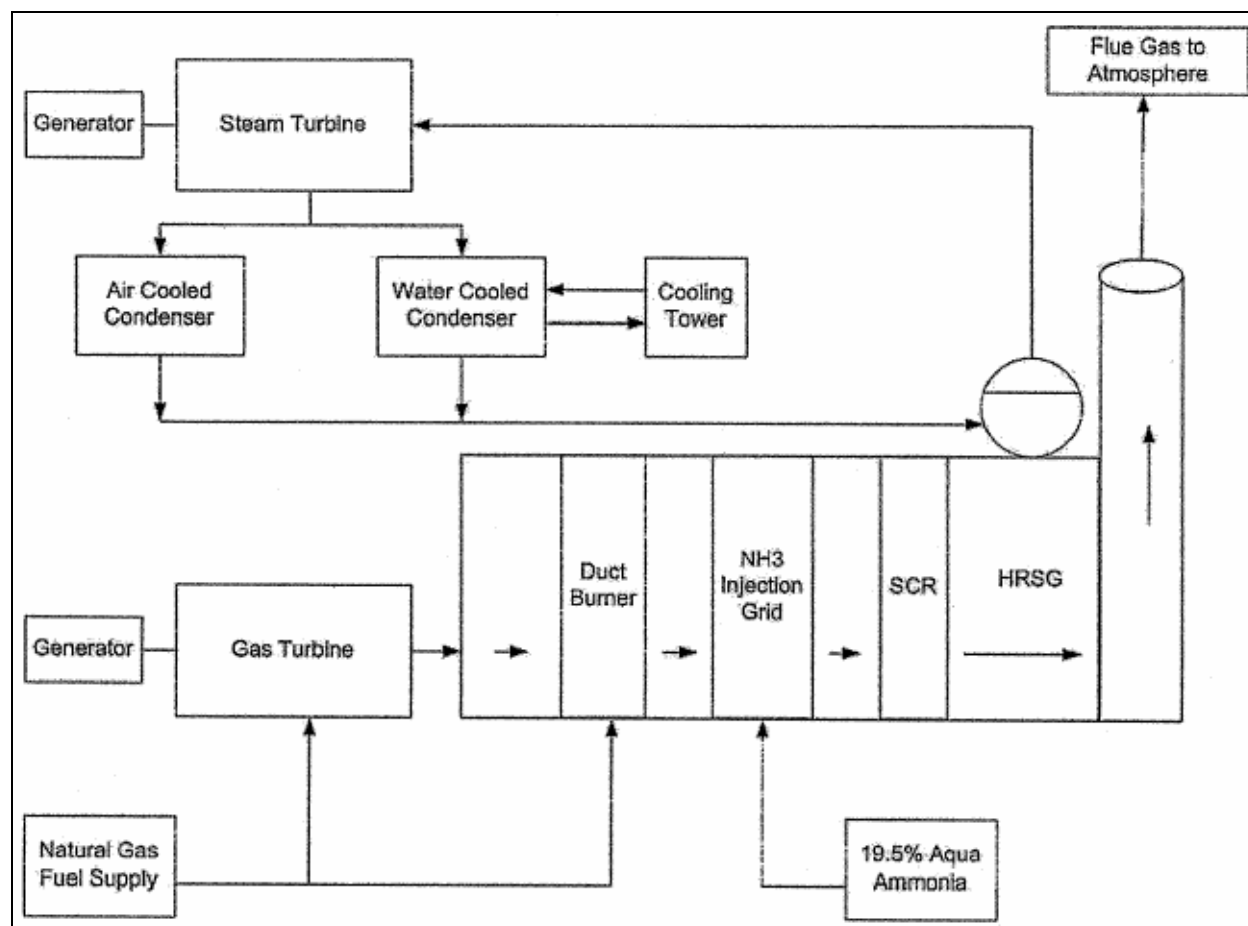 Flue Gas to
Atmosphere
Generator
Steam Turbine
Air Cooled
Condenser
Water Cooled
Condenser
Cooling
Tower
Duct
Burner
NH3
Injection
Grid
SCR
HRSG
Generator
Gas Turbine
Natural Gas
Fuel Supply
19.5% Aqua
Ammonia